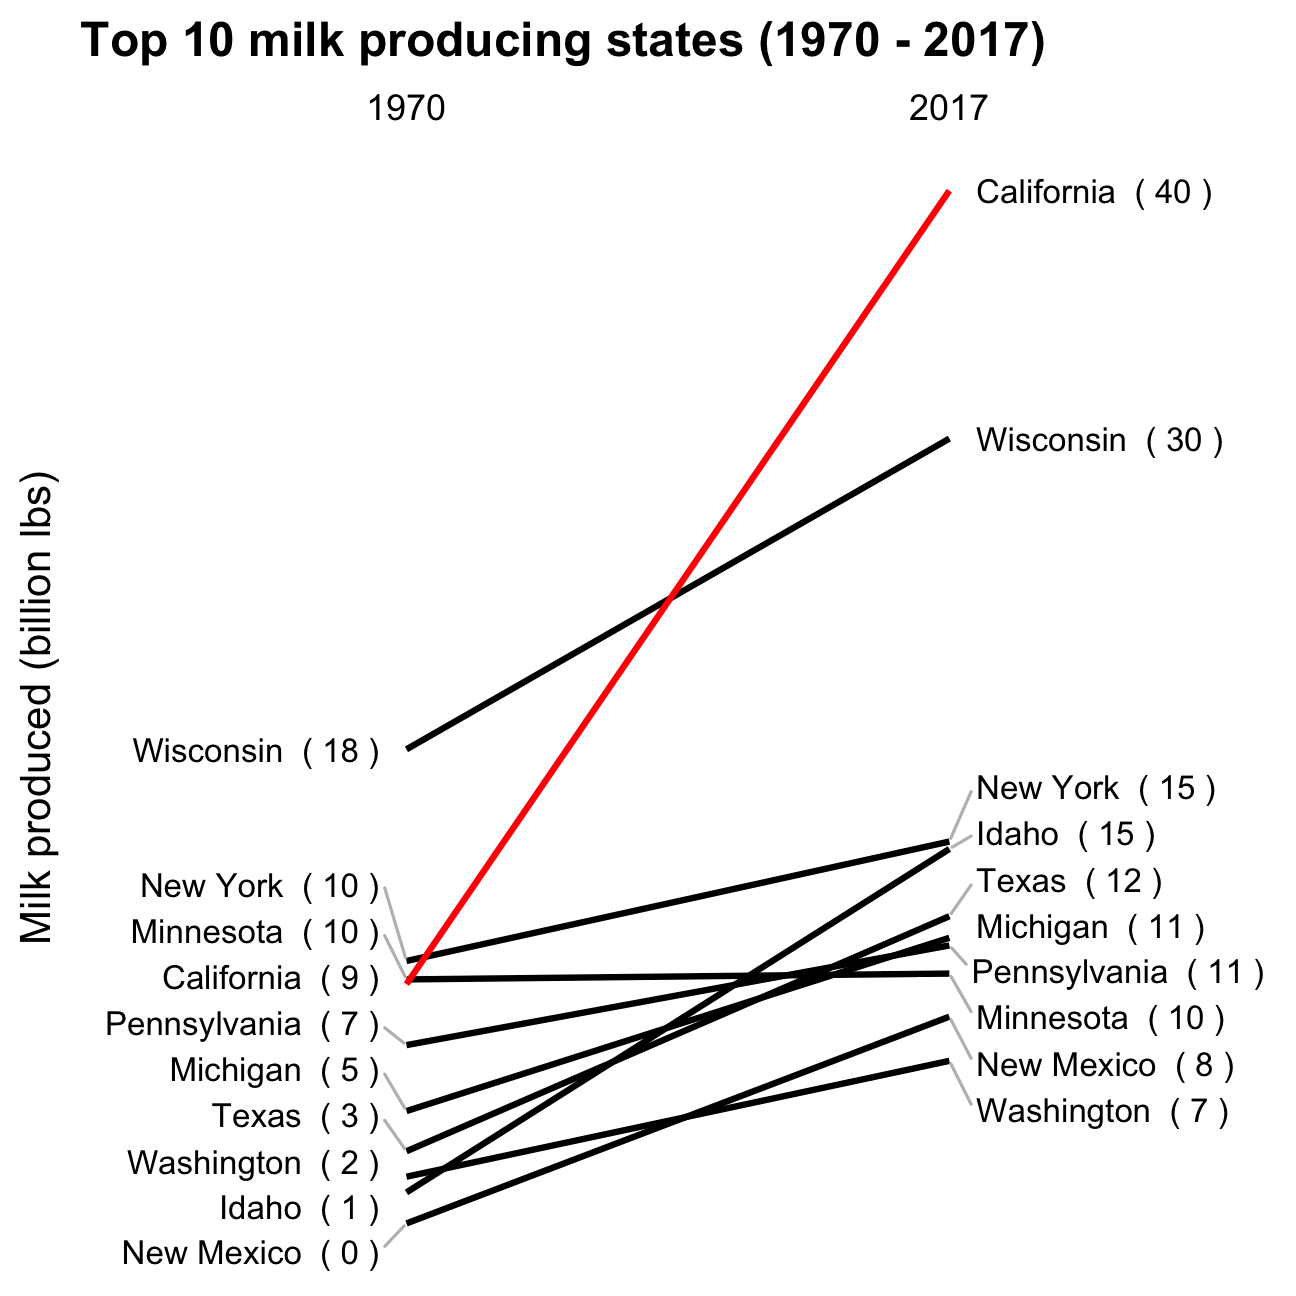 Top 10 milk producing states (1970 - 2017)
1970
2017
Milk produced (billion lbs)
Wisconsin ( 18 )
New York ( 10 )
Minnesota ( 10 )
California ( 9 )
Pennsylvania ( 7 )
Michigan ( 5 )
Texas ( 3 )
Washington ( 2 )
Idaho ( 1 )
New Mexico ( 0 )
California ( 40 )
Wisconsin ( 30 )
New York ( 15 )
Idaho ( 15 )
Texas ( 12 )
Michigan ( 11 )
Pennsylvania ( 11 )
Minnesota ( 10 )
New Mexico ( 8 )
Washington ( 7 )